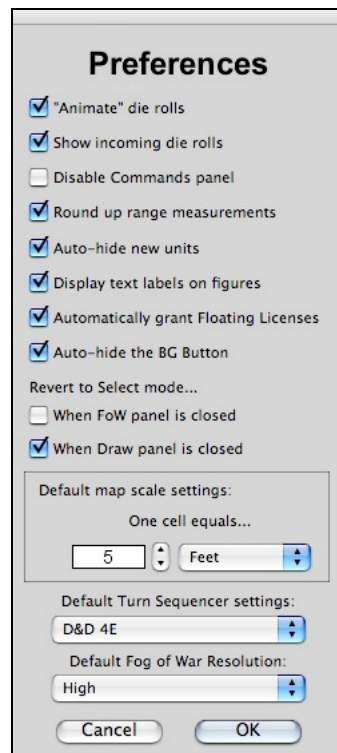 Preferences
"Animate" die rolls
Show incoming die rolls
Disable Commands panel
Round up range measurements
Auto-hide new units
Display text labels on figures
Automatically grant Floating Licenses
Auto-hide the BG Button
Revert to Select mode...
When FoW panel is closed
When Draw panel is closed
Default map scale settings:
One cell equals...
5 Feet
Default Turn Sequencer settings:
D&D 4E
Default Fog of War Resolution:
High
Cancel OK